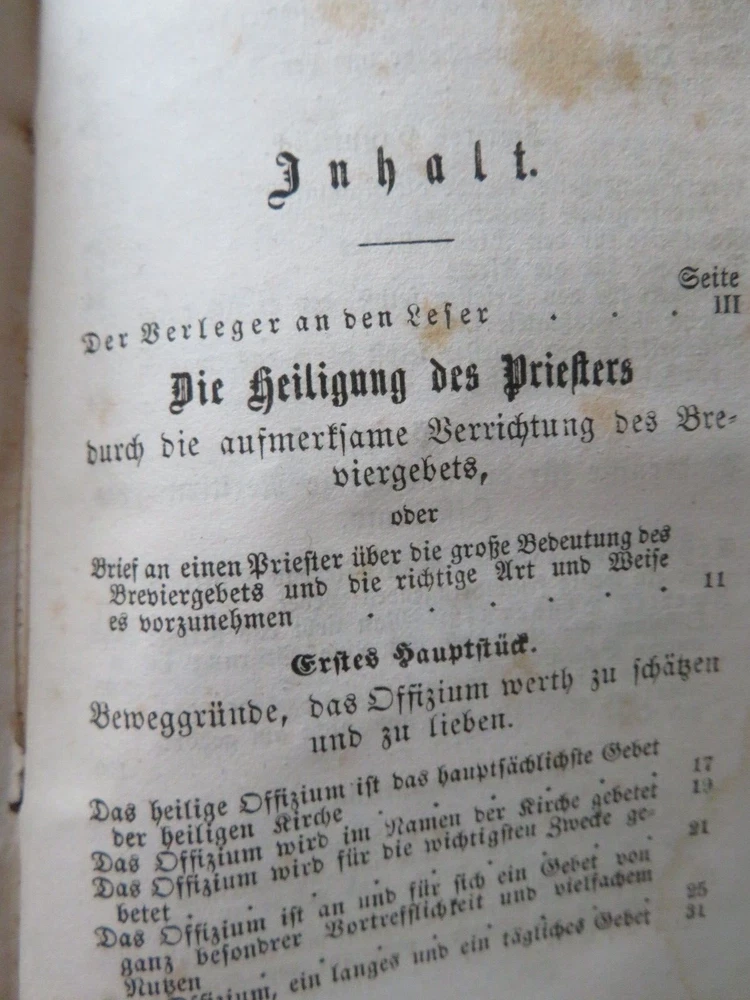 Inhalt.
Seite
Der Verleger an den Leser . . . III
Die Heiligung des Priesters
durch die aufmerksame Verrichtung des Bre-
viergebets,
oder
Brief an einen Priester über die große Bedeutung des
Breviergebets und die richtige Art und Weise
es vorzunehmen . . . . . . 11
Erstes Hauptstück.
Beweggründe, das Offizium werth zu schätzen
und zu lieben.
Das heilige Offizium ist das hauptsächlichste Gebet
der heiligen Kirche . . . . . 17
Das Offizium wird im Namen der Kirche gebetet 19
Das Offizium wird für die wichtigsten Zwecke ge-
betet . . . . . . 21
Das Offizium ist an und für sich ein Gebet von
ganz besondrer Vortrefflichkeit und vielfachem
Nutzen . . . . . 25
Offizium, ein langes und ein tägliches Gebet 31